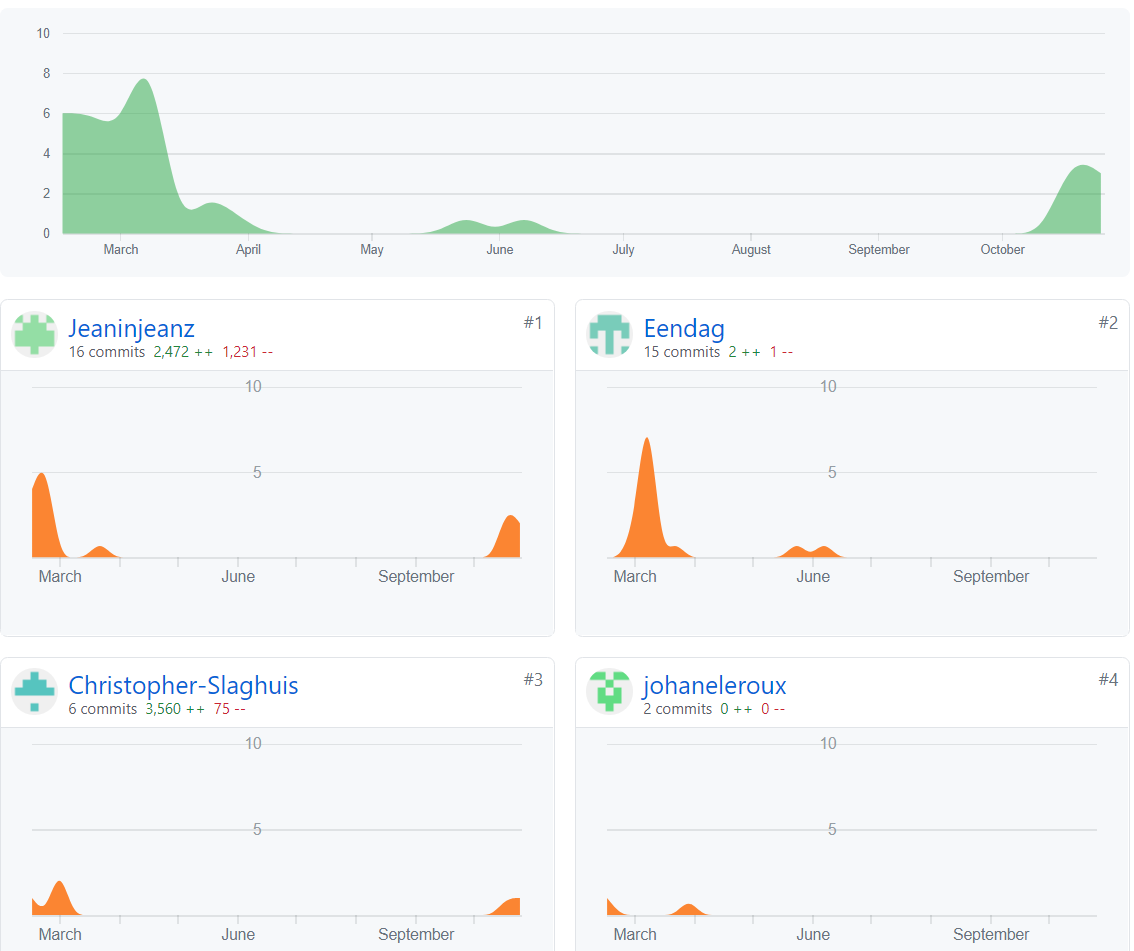 10
8
6
4
2
0
March April May June July August September October
Jeaninjeanz #1
16 commits 2,472 ++ 1,231 --
10
5
March June September
Eendag #2
15 commits 2 ++ 1 --
10
5
March June September
Christopher-Slaghuis #3
6 commits 3,560 ++ 75 --
10
5
March June September
johaneleroux #4
2 commits 0 ++ 0 --
10
5
March June September